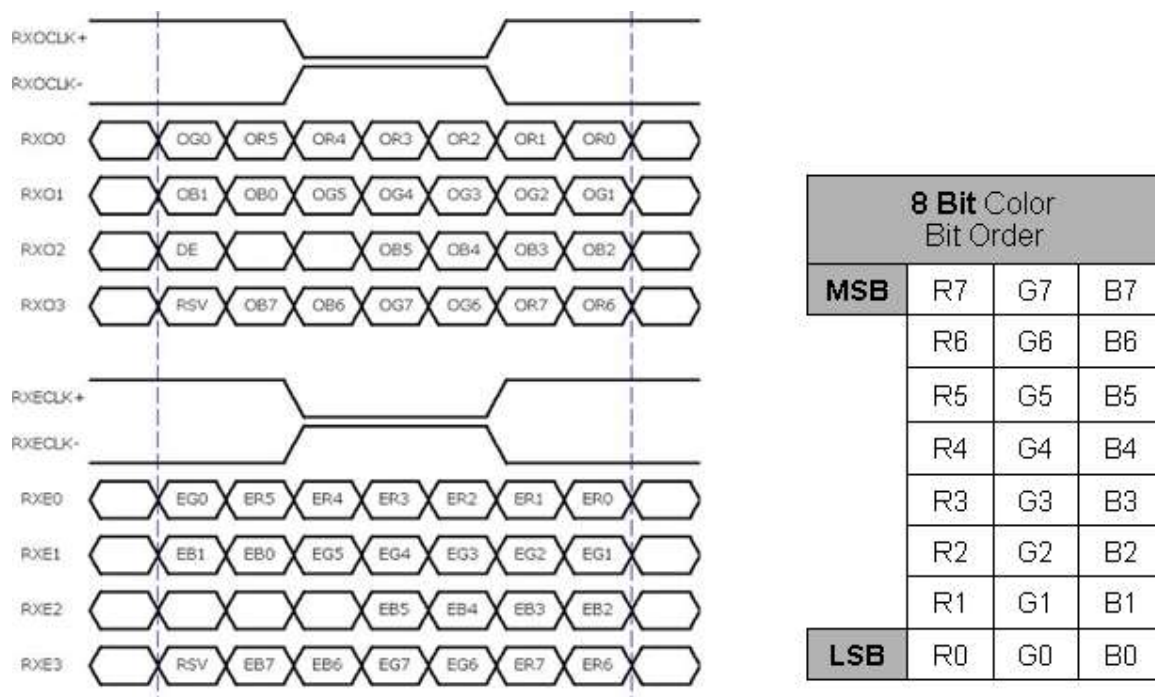 RXOCLK+
RXOCLK-
RXO0 OG0 OR5 OR4 OR3 OR2 OR1 OR0
RXO1 OB1 OB0 OG5 OG4 OG3 OG2 OG1
RXO2 DE OB5 OB4 OB3 OB2
RXO3 RSV OB7 OB6 OG7 OG6 OR7 OR6
RXECLK+
RXECLK-
RXE0 EG0 ER5 ER4 ER3 ER2 ER1 ER0
RXE1 EB1 EB0 EG5 EG4 EG3 EG2 EG1
RXE2 EB5 EB4 EB3 EB2
RXE3 RSV EB7 EB6 EG7 EG6 ER7 ER6
8 Bit Color
Bit Order
MSB R7 G7 B7
R6 G6 B6
R5 G5 B5
R4 G4 B4
R3 G3 B3
R2 G2 B2
R1 G1 B1
LSB R0 G0 B0